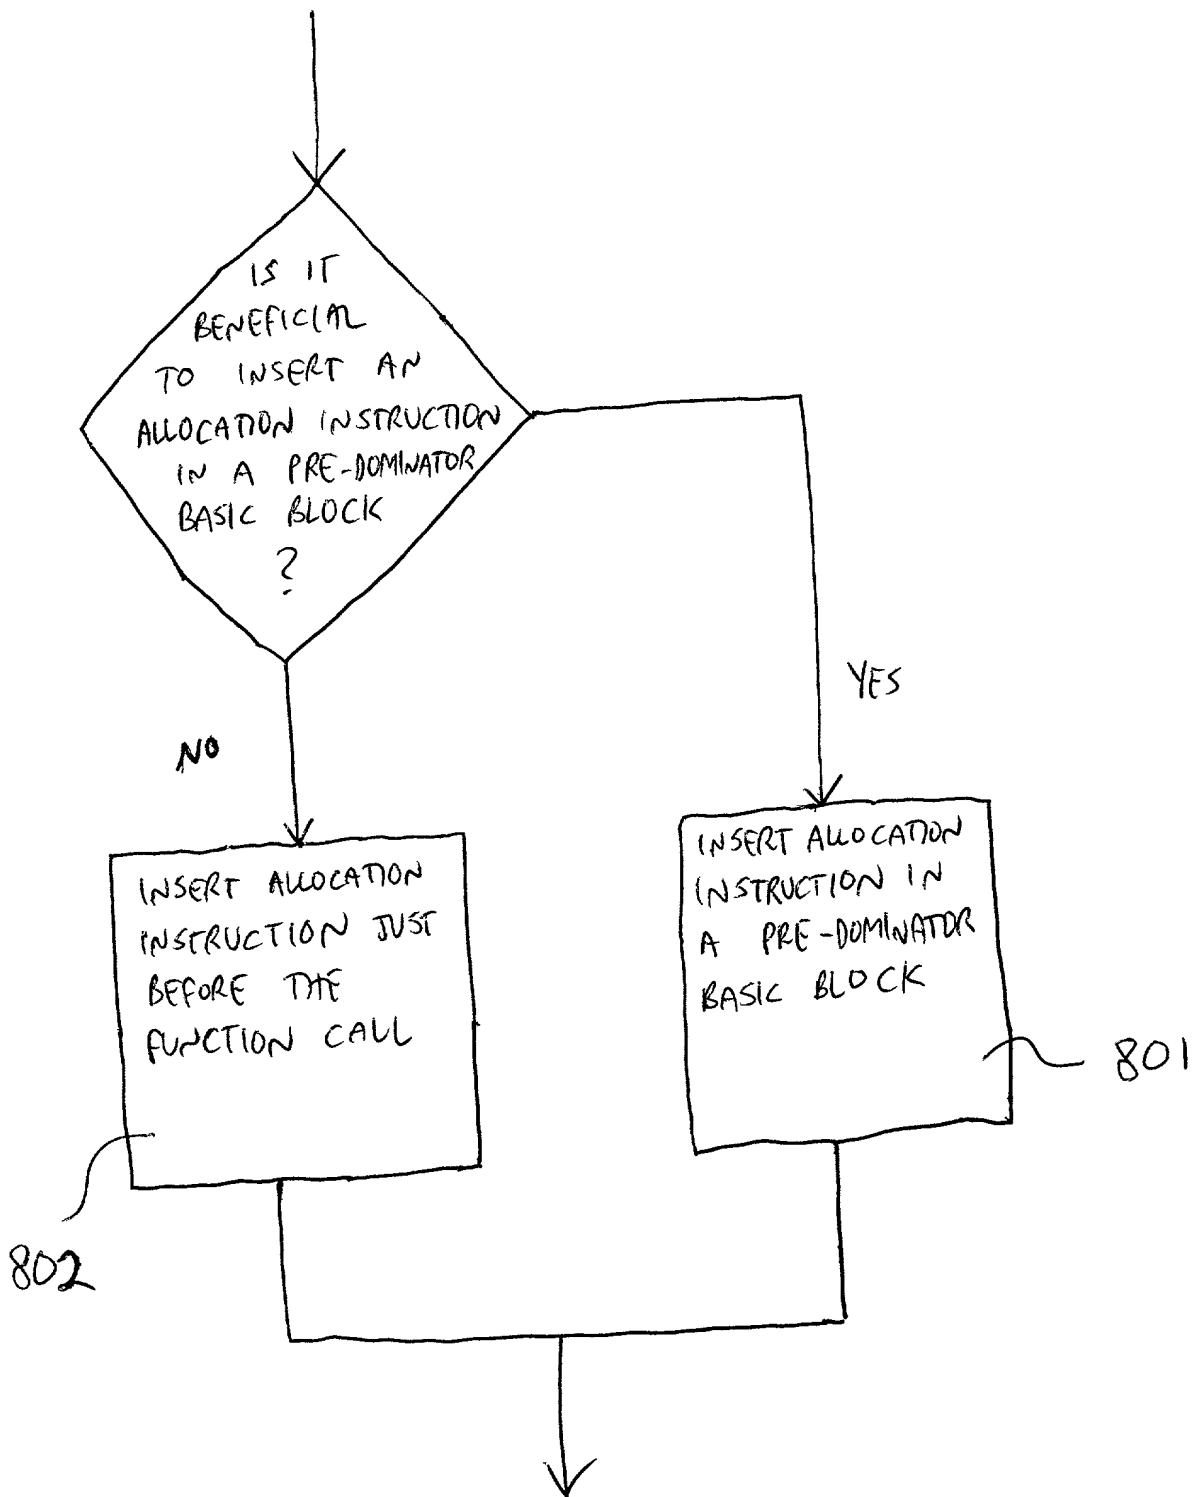 IS IT
BENEFICIAL
TO INSERT AN
ALLOCATION INSTRUCTION
IN A PRE-DOMINATOR
BASIC BLOCK
?
YES
NO
INSERT ALLOCATION
INSTRUCTION JUST
BEFORE THE
FUNCTION CALL
802
INSERT ALLOCATION
INSTRUCTION IN
A PRE-DOMINATOR
BASIC BLOCK
801